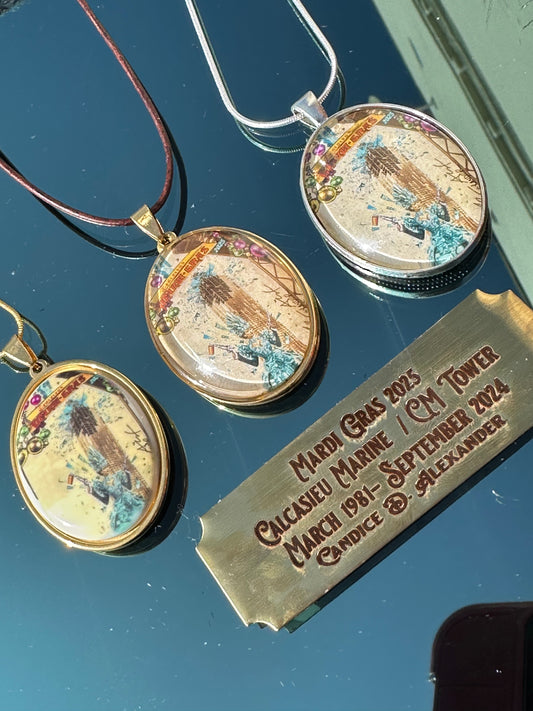 Mardi Gras 2025
Calcasieu Marine / CM Tower
March 1981- September 2024
Candice D. Alexander